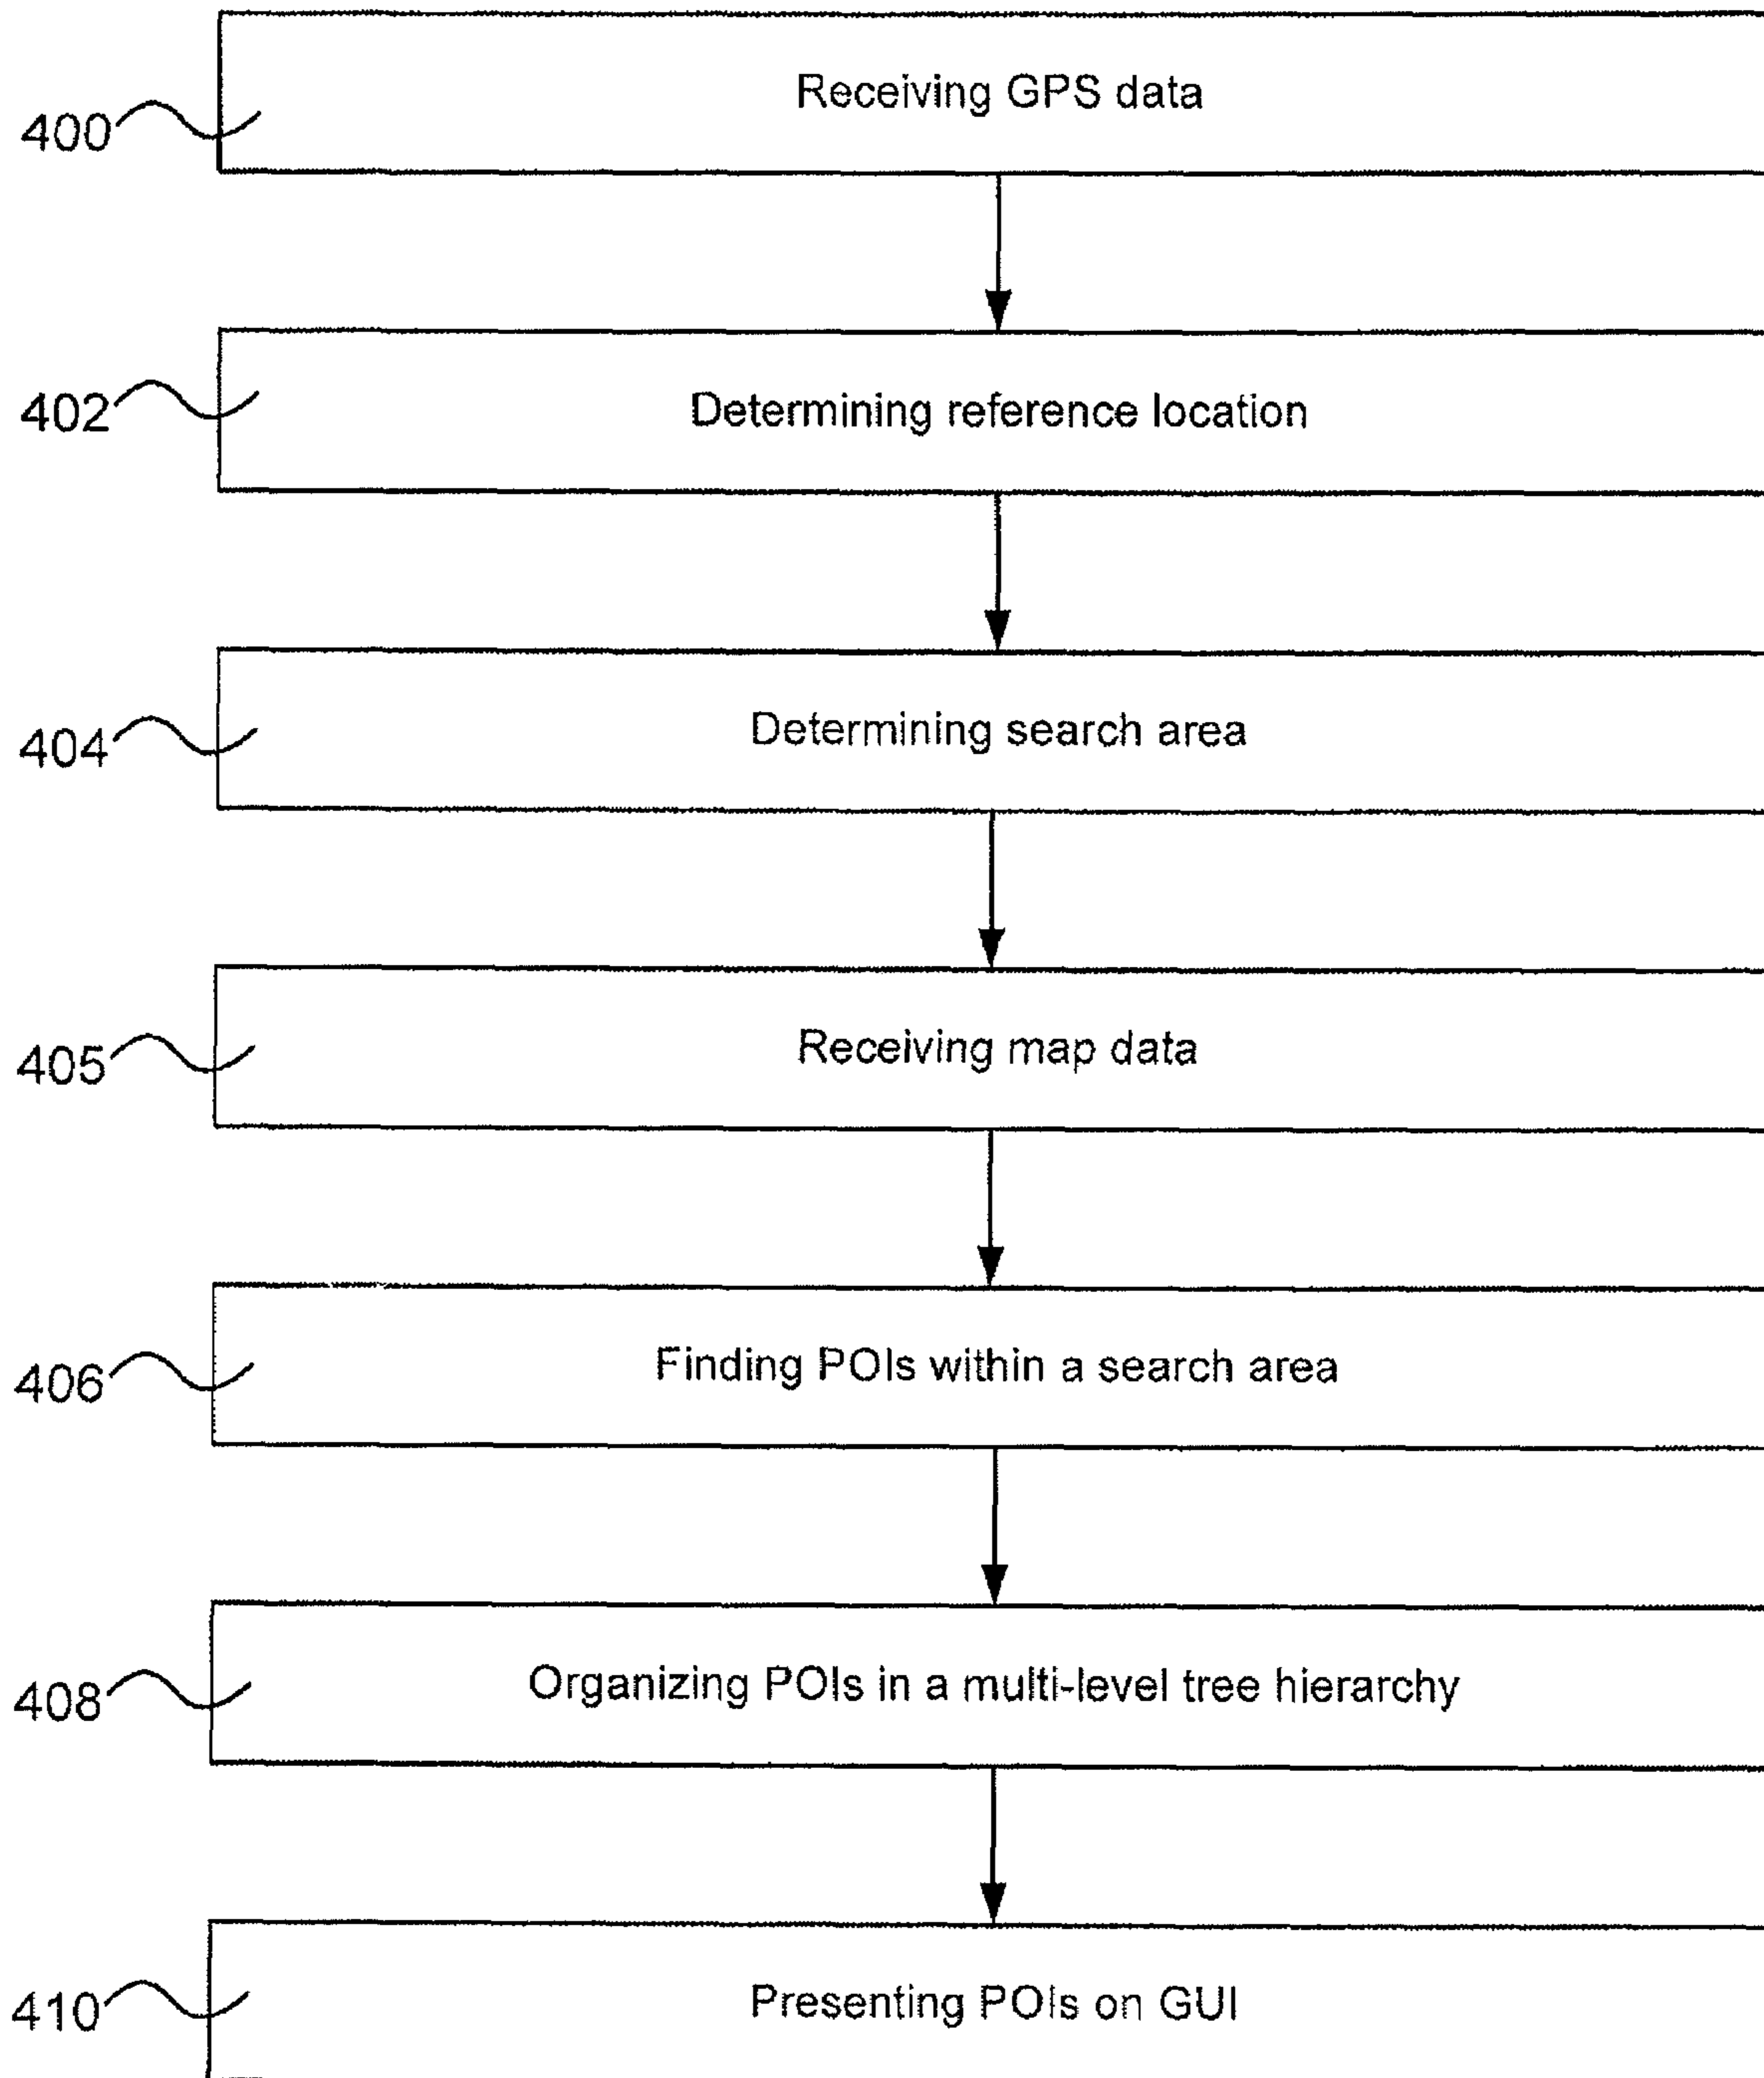 Receiving GPS data
400
Determining reference location
402
Determining search area
404
Receiving map data
405
Finding POIs within a search area
406
Organizing POIs in a multi-level tree hierarchy
408
Presenting POIs on GUI
410